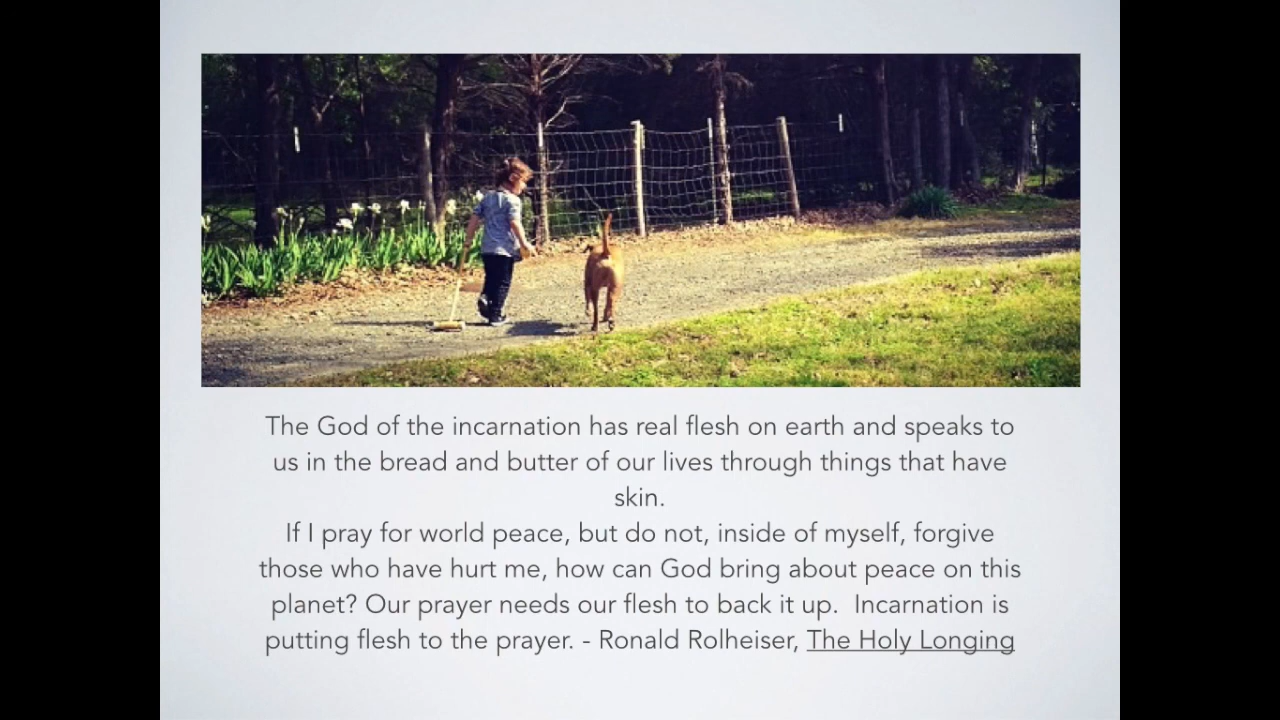 The God of the incarnation has real flesh on earth and speaks to
us in the bread and butter of our lives through things that have
skin.
If I pray for world peace, but do not, inside of myself, forgive
those who have hurt me, how can God bring about peace on this
planet? Our prayer needs our flesh to back it up.  Incarnation is
putting flesh to the prayer. - Ronald Rolheiser, The Holy Longing